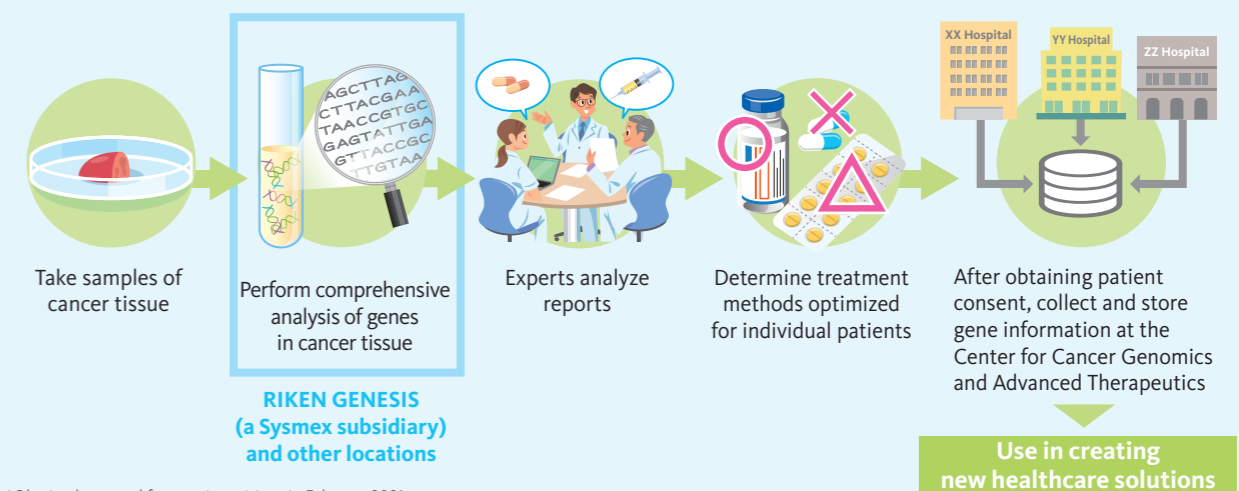 XX Hospital
YY Hospital
ZZ Hospital
AGCTTAG
CTTACGAA
TAACCGTGC
GAGTATTGA
GTTACCGC
TTGTAA
Take samples of
cancer tissue
Perform comprehensive
analysis of genes
in cancer tissue
RIKEN GENESIS
(a Sysmex subsidiary)
and other locations
Experts analyze
reports
Determine treatment
methods optimized
for individual patients
After obtaining patient
consent, collect and store
gene information at the
Center for Cancer Genomics
and Advanced Therapeutics
Use in creating
new healthcare solutions